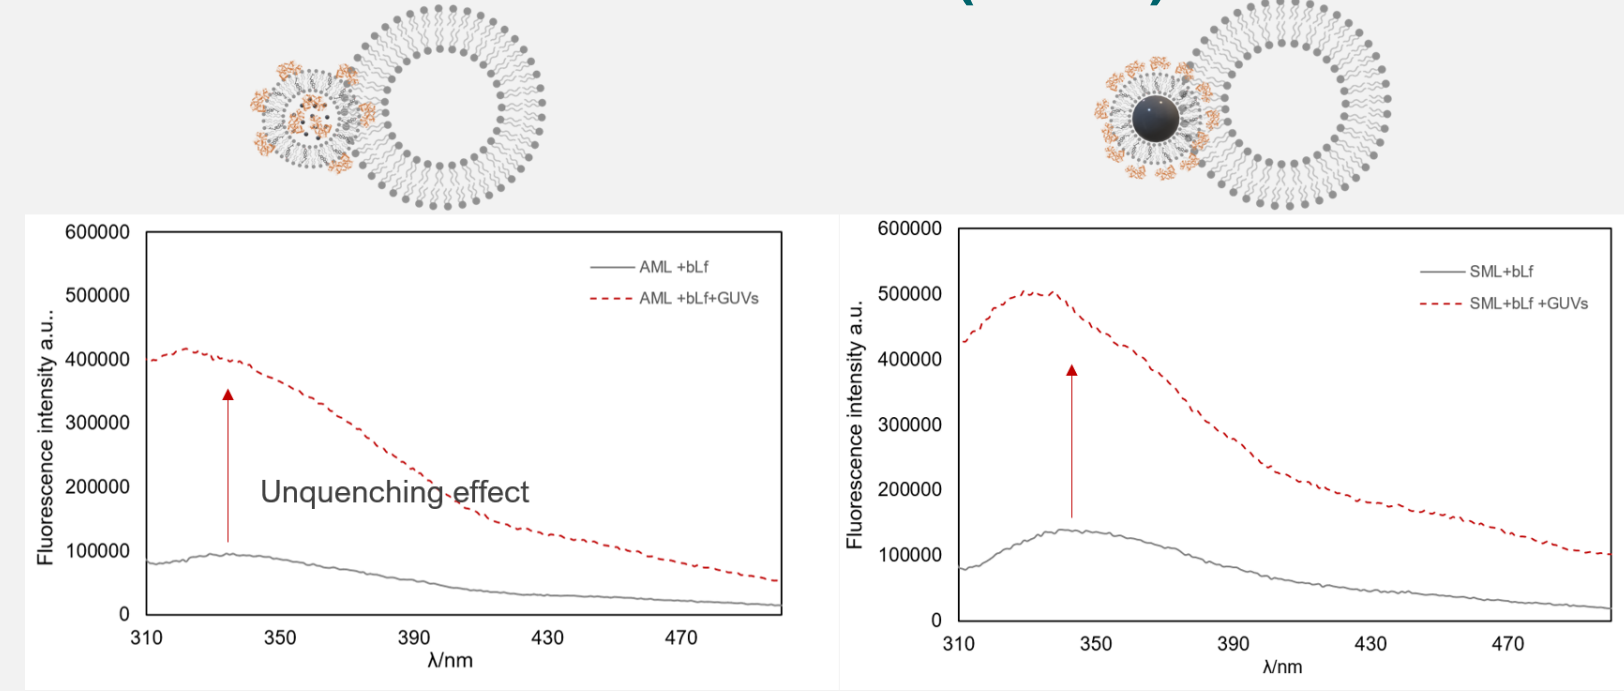 600000
500000
400000
300000
200000
100000
0
310
350
390
430
470
λ/nm
Fluorescence intensity a.u..
AML +bLf
AML +bLf+GUVs
Unquenching effect
600000
500000
400000
300000
200000
100000
0
310
350
390
430
470
λ/nm
Fluorescence intensity a.u.
SML+bLf
SML+bLf +GUVs